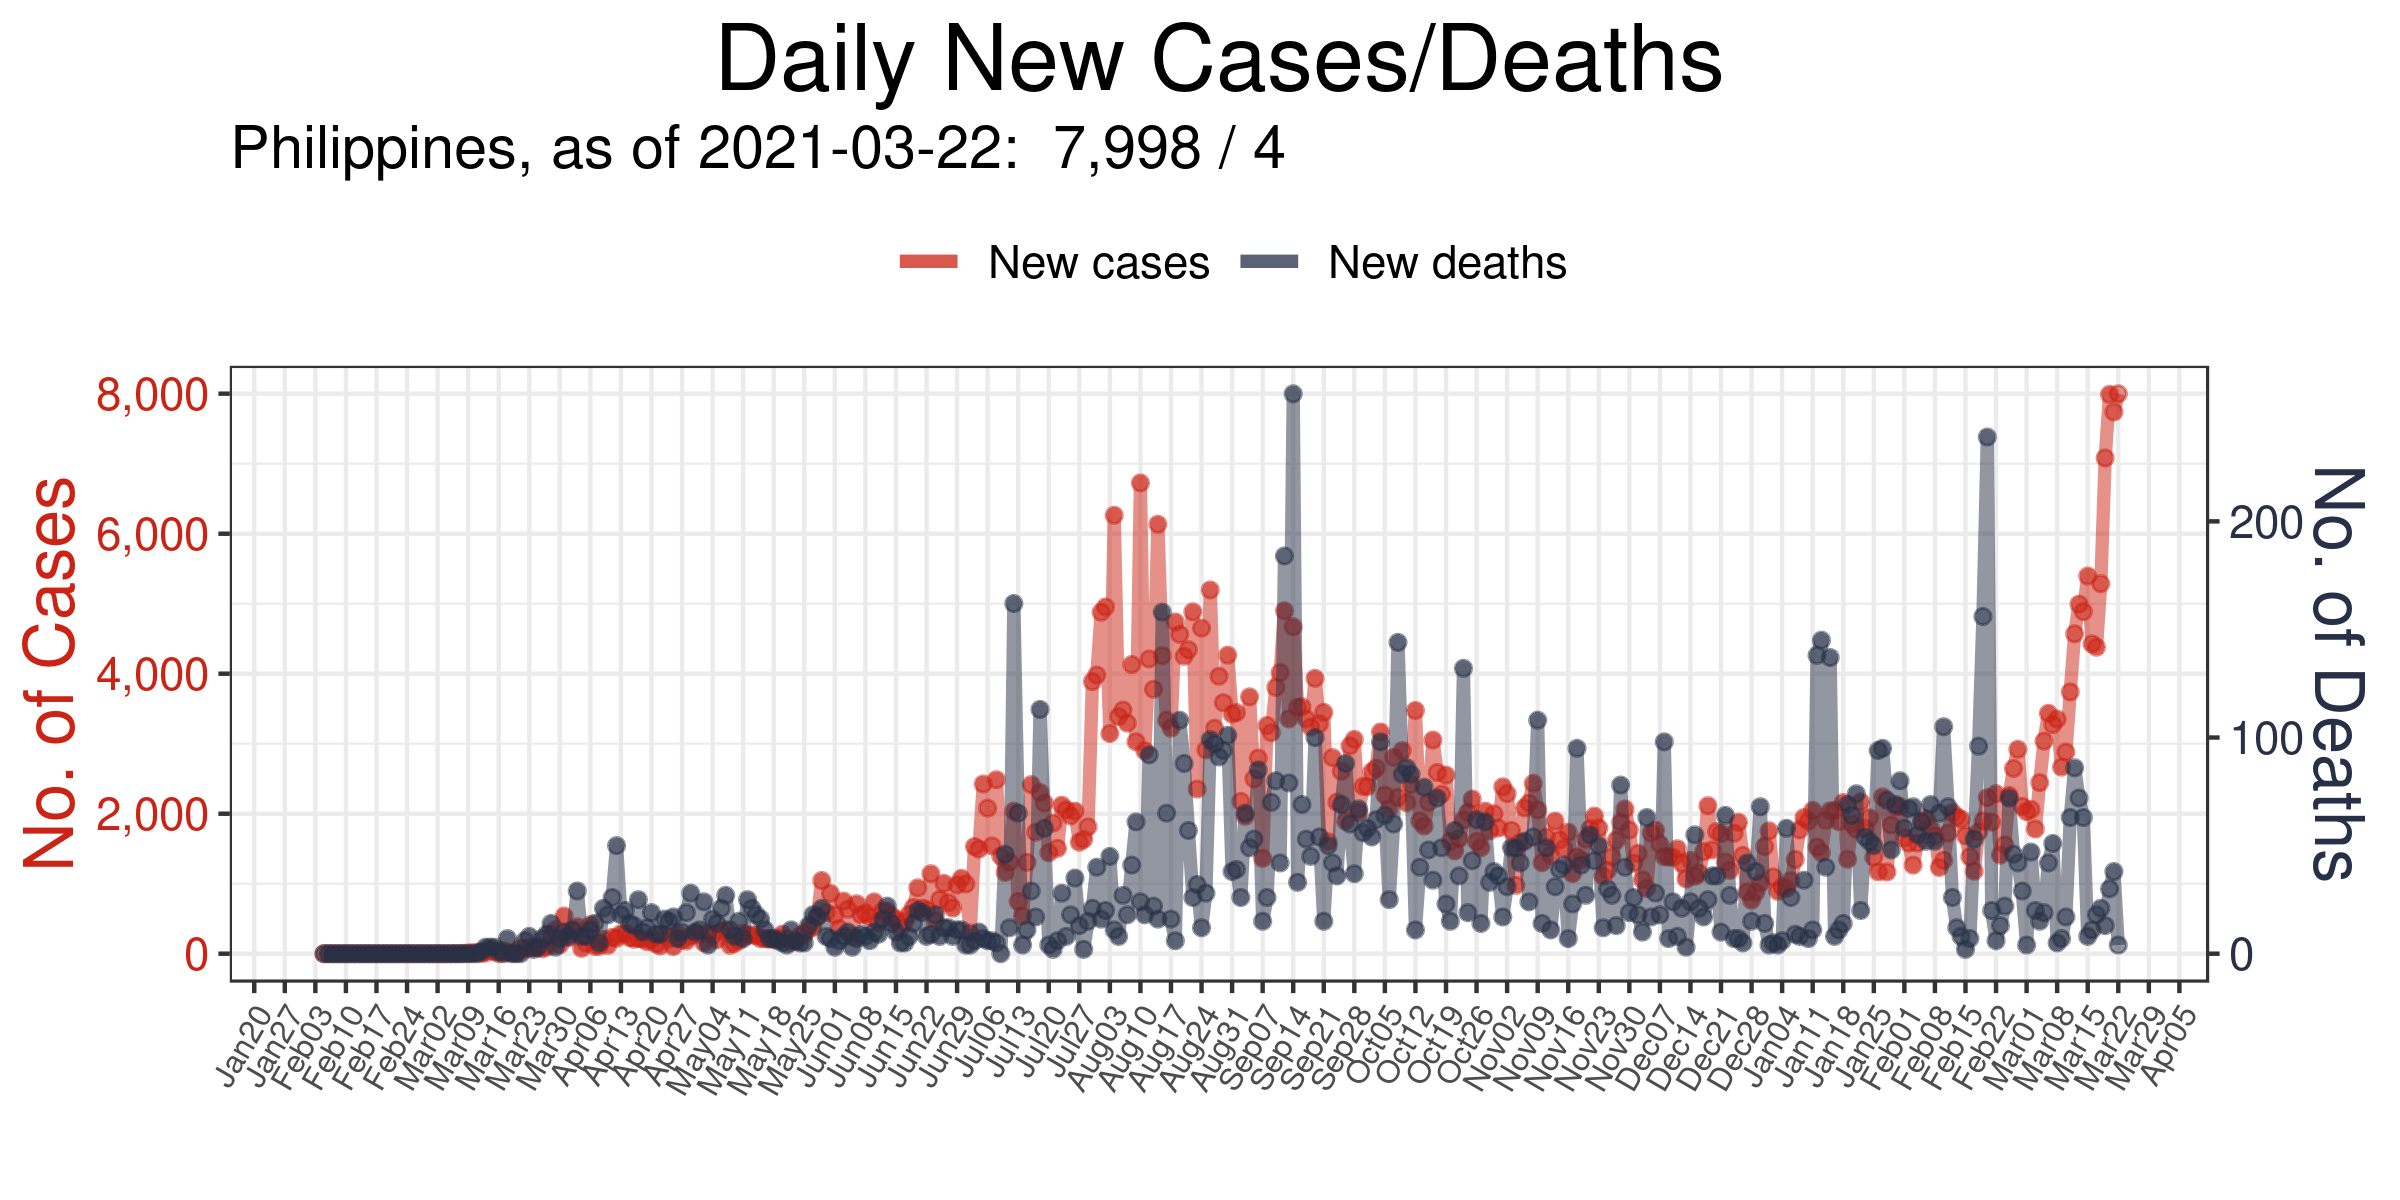 Daily New Cases/Deaths
Philippines, as of 2021-03-22:  7,998 / 4
New cases
New deaths
No. of Cases
8,000
6,000
4,000
2,000
0
200
100
0
No. of Deaths
Jan20
Jan27
Feb03
Feb10
Feb17
Feb24
Mar02
Mar09
Mar16
Mar23
Mar30
Apr06
Apr13
Apr20
Apr27
May04
May11
May18
May25
Jun01
Jun08
Jun15
Jun22
Jun29
Jul06
Jul13
Jul20
Jul27
Aug03
Aug10
Aug17
Aug24
Aug31
Sep07
Sep14
Sep21
Sep28
Oct05
Oct12
Oct19
Oct26
Nov02
Nov09
Nov16
Nov23
Nov30
Dec07
Dec14
Dec21
Dec28
Jan04
Jan11
Jan18
Jan25
Feb01
Feb08
Feb15
Feb22
Mar01
Mar08
Mar15
Mar22
Mar29
Apr05